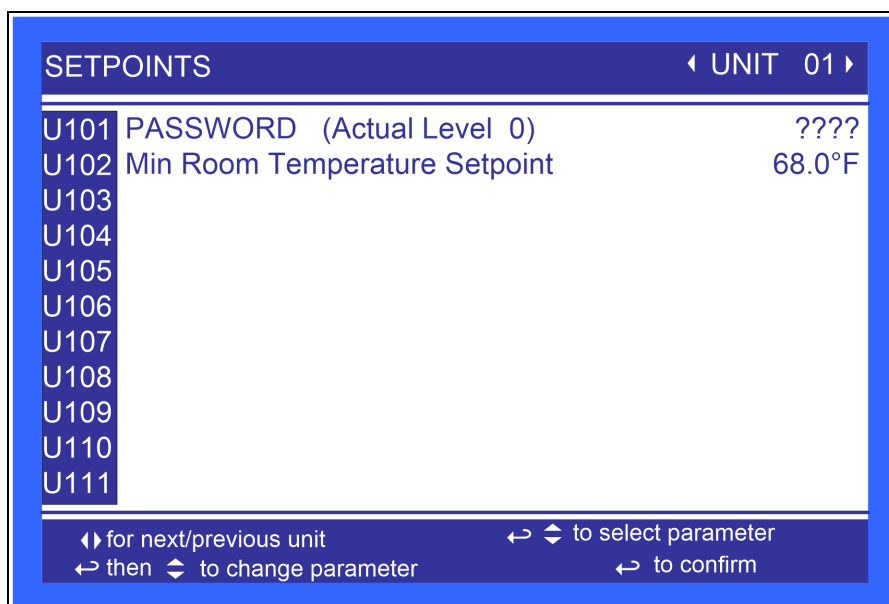 SETPOINTS UNIT 01
U101 PASSWORD (Actual Level 0) ????
U102 Min Room Temperature Setpoint 68.0°F
U103
U104
U105
U106
U107
U108
U109
U110
U111
for next/previous unit
then to change parameter
to select parameter
to confirm